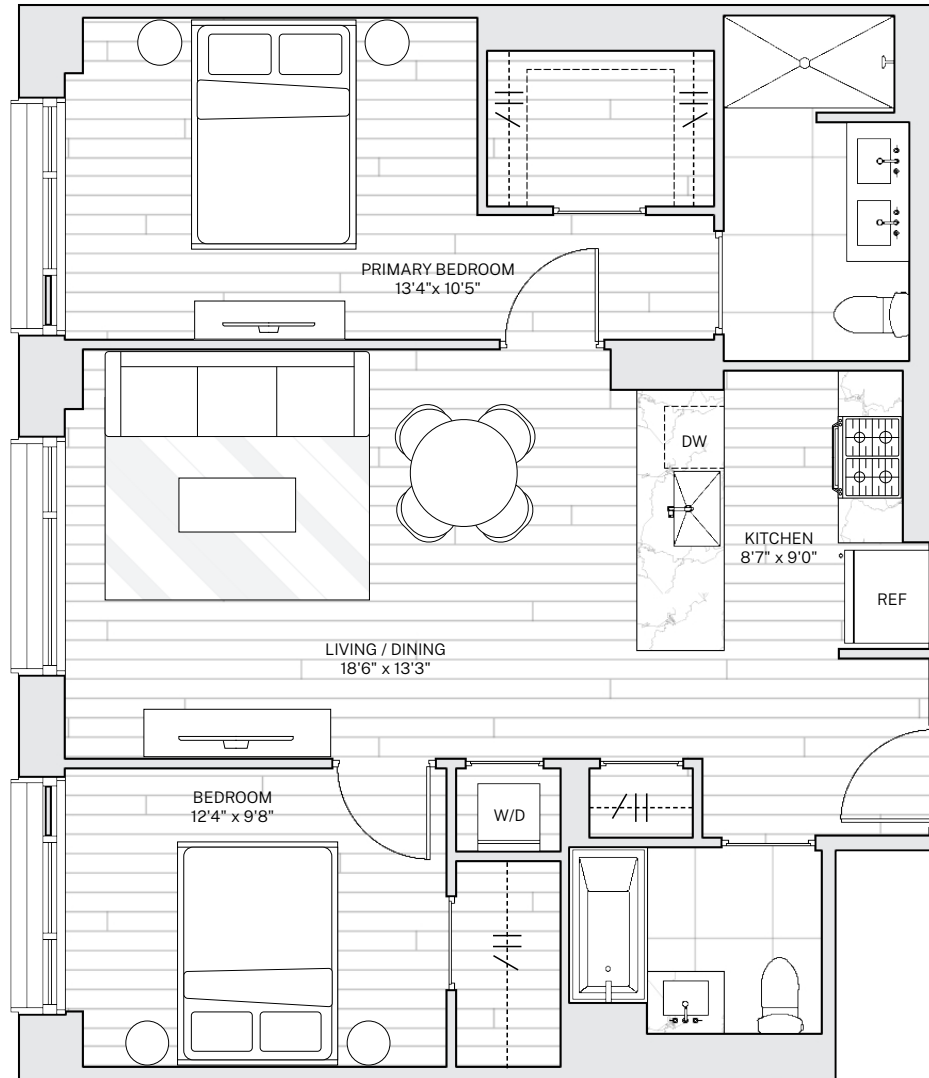 PRIMARY BEDROOM
13'4"x 10'5"
DW
KITCHEN
8'7" x 9'0"
REF
LIVING / DINING
18'6" x 13'3"
BEDROOM
12'4" x 9'8"
W/D